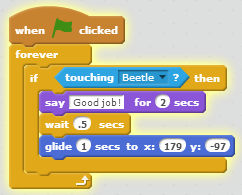 when clicked
forever
if touching Beetle ? then
say Good job! for 2 secs
wait .5 secs
glide 1 secs to x: 179 y: -97